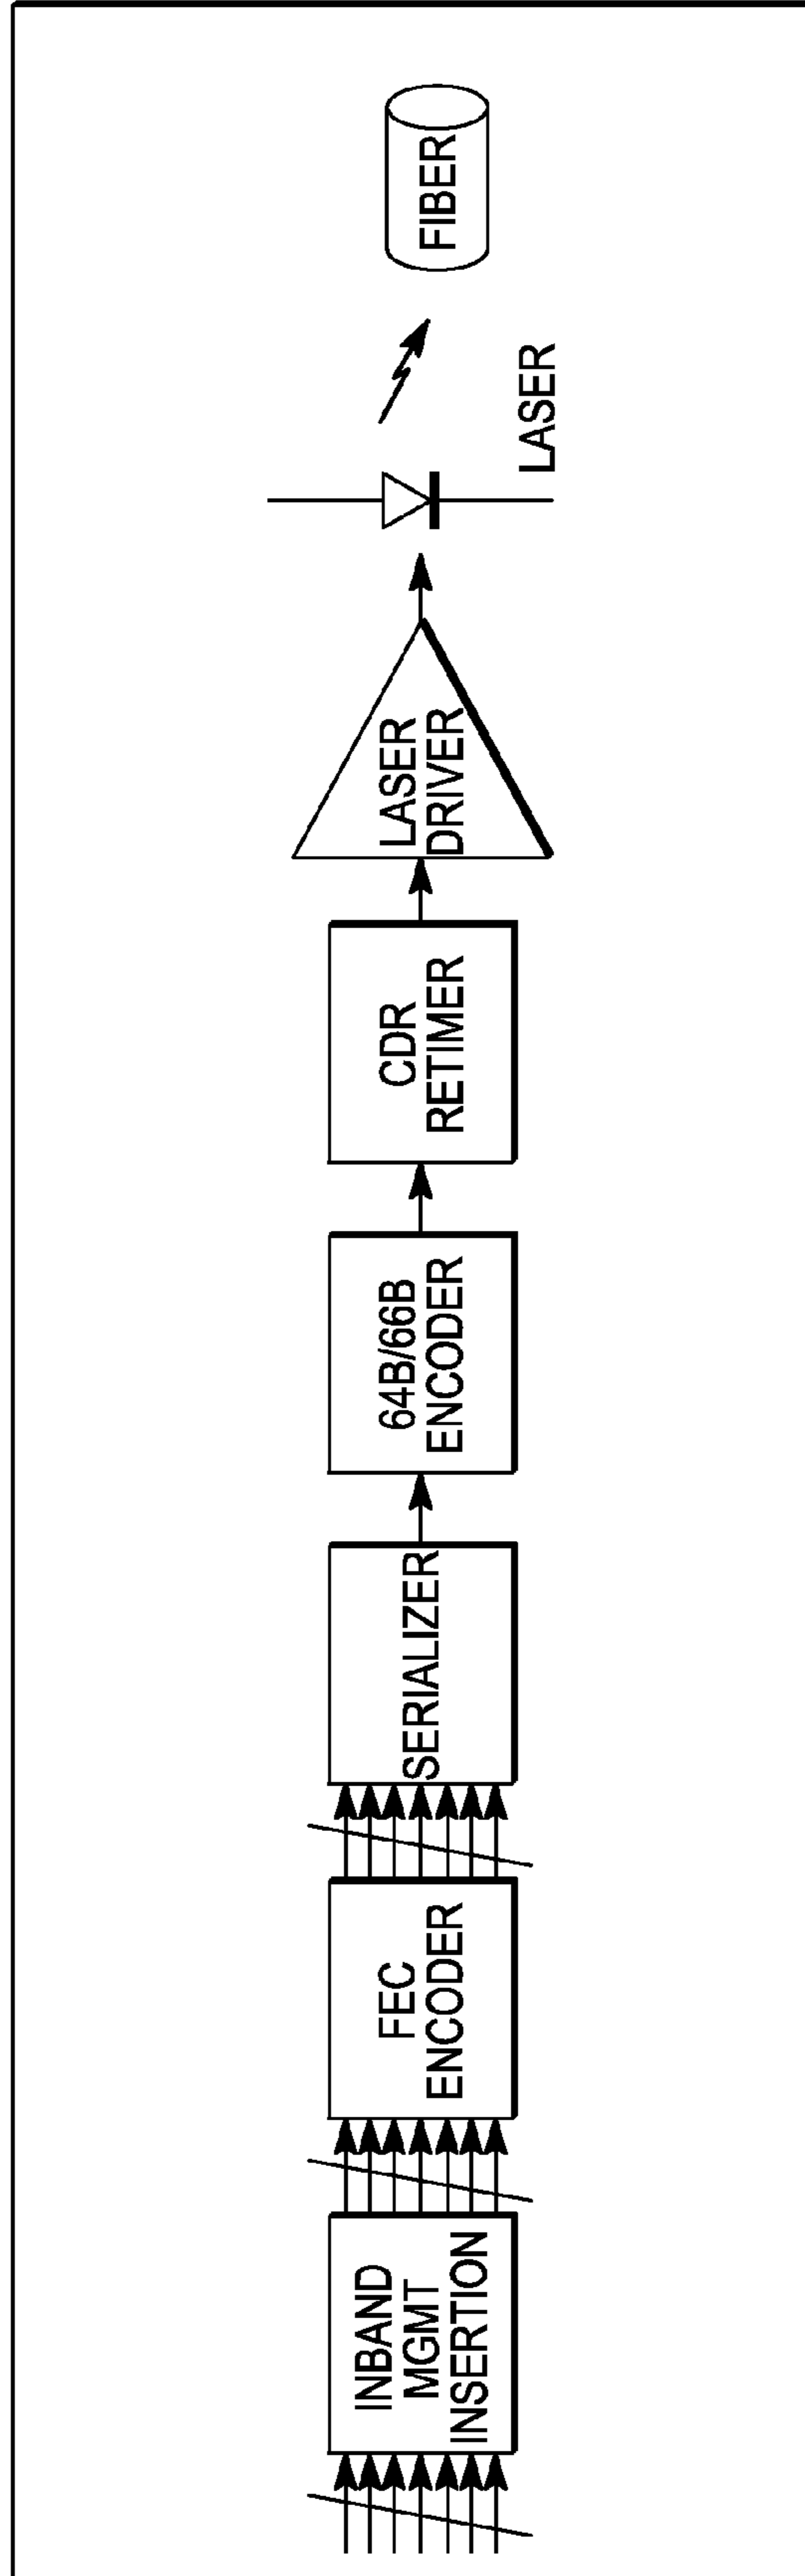 INBAND
MGMT
INSERTION
FEC
ENCODER
SERIALIZER
64B/66B
ENCODER
CDR
RETIMER
LASER
DRIVER
LASER
FIBER